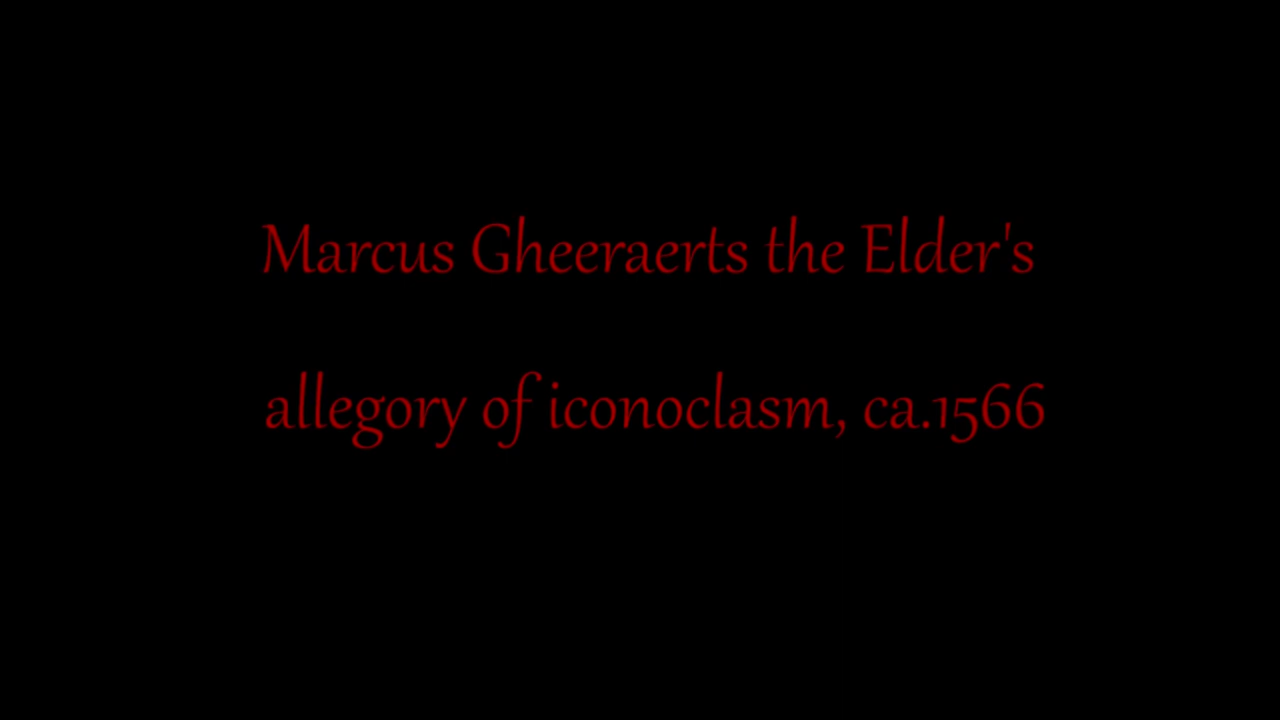 Marcus Gheeraerts the Elder's
allegory of iconoclasm, ca.1566